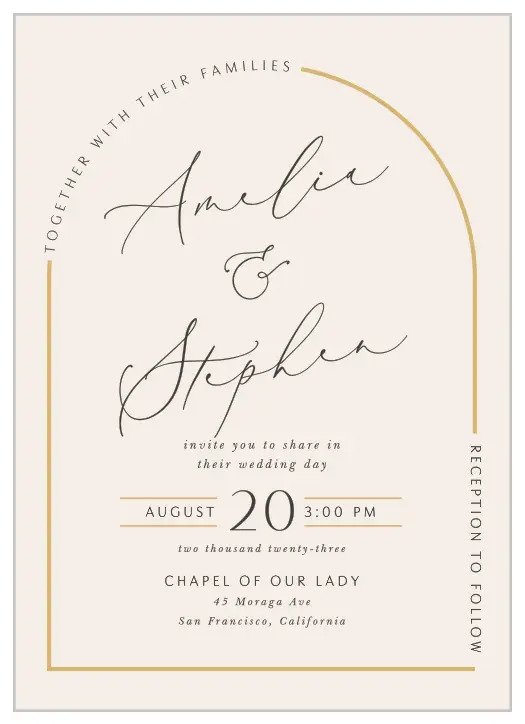 TOGETHER WITH THEIR FAMILIES
Amelia
&
Stephen
invite you to share in
their wedding day
AUGUST 20 3:00 PM
two thousand twenty-three
CHAPEL OF OUR LADY
45 Moraga Ave
San Francisco, California
RECEPTION TO FOLLOW